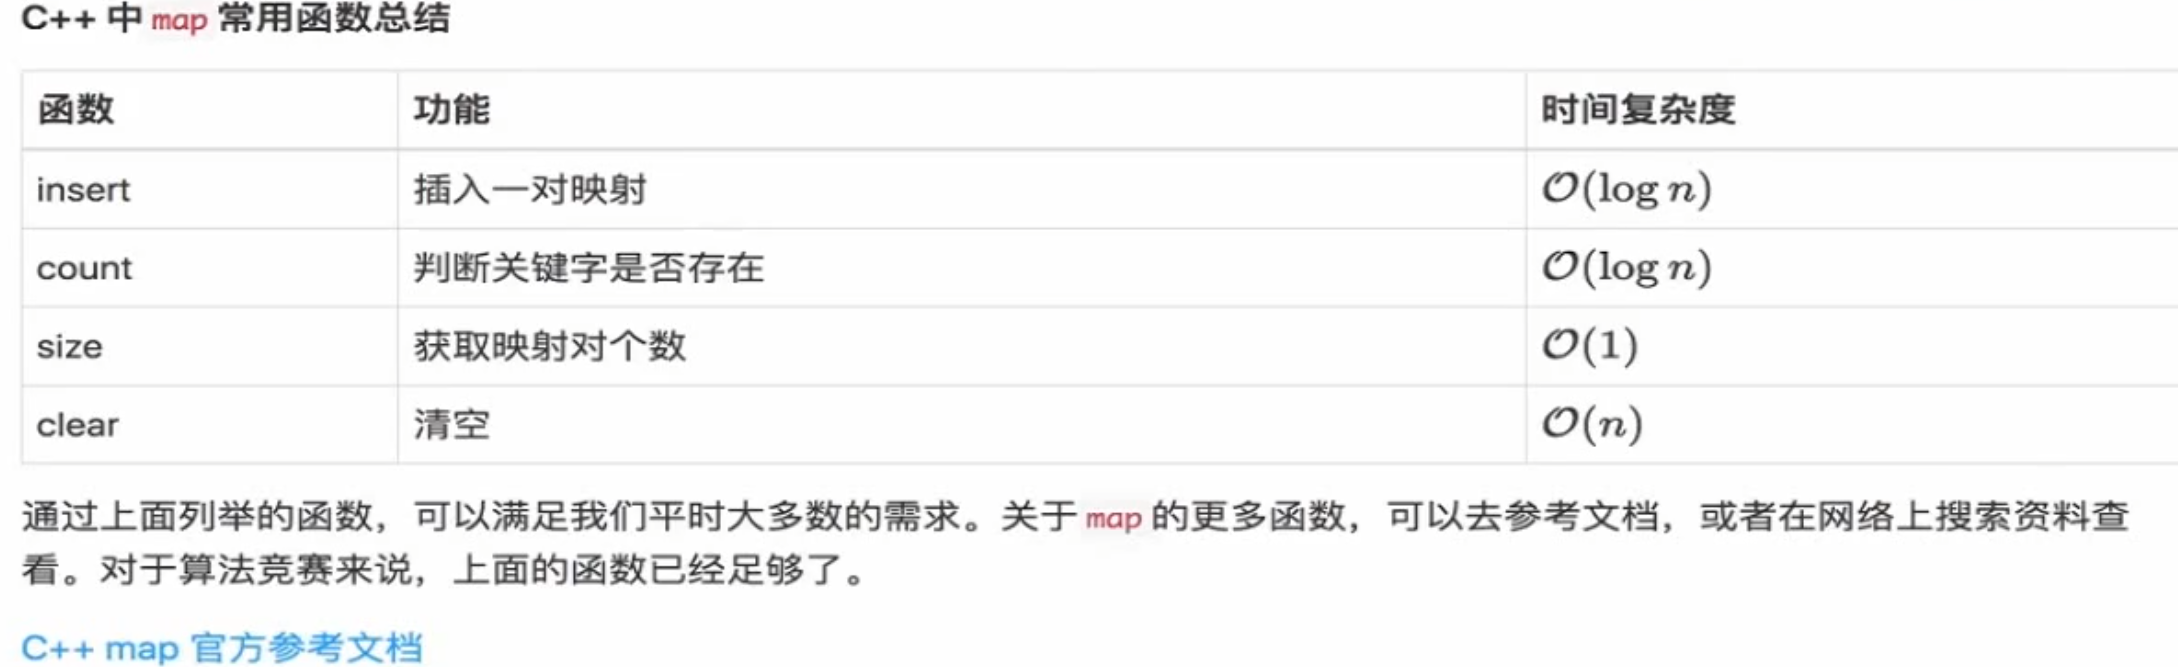 C++ 中 map 常用函数总结
函数 功能 时间复杂度
insert 插入一对映射 O(log n)
count 判断关键字是否存在 O(log n)
size 获取映射对个数 O(1)
clear 清空 O(n)
通过上面列举的函数，可以满足我们平时大多数的需求。关于 map 的更多函数，可以去参考文档，或者在网络上搜索资料查
看。对于算法竞赛来说，上面的函数已经足够了。
C++ map 官方参考文档